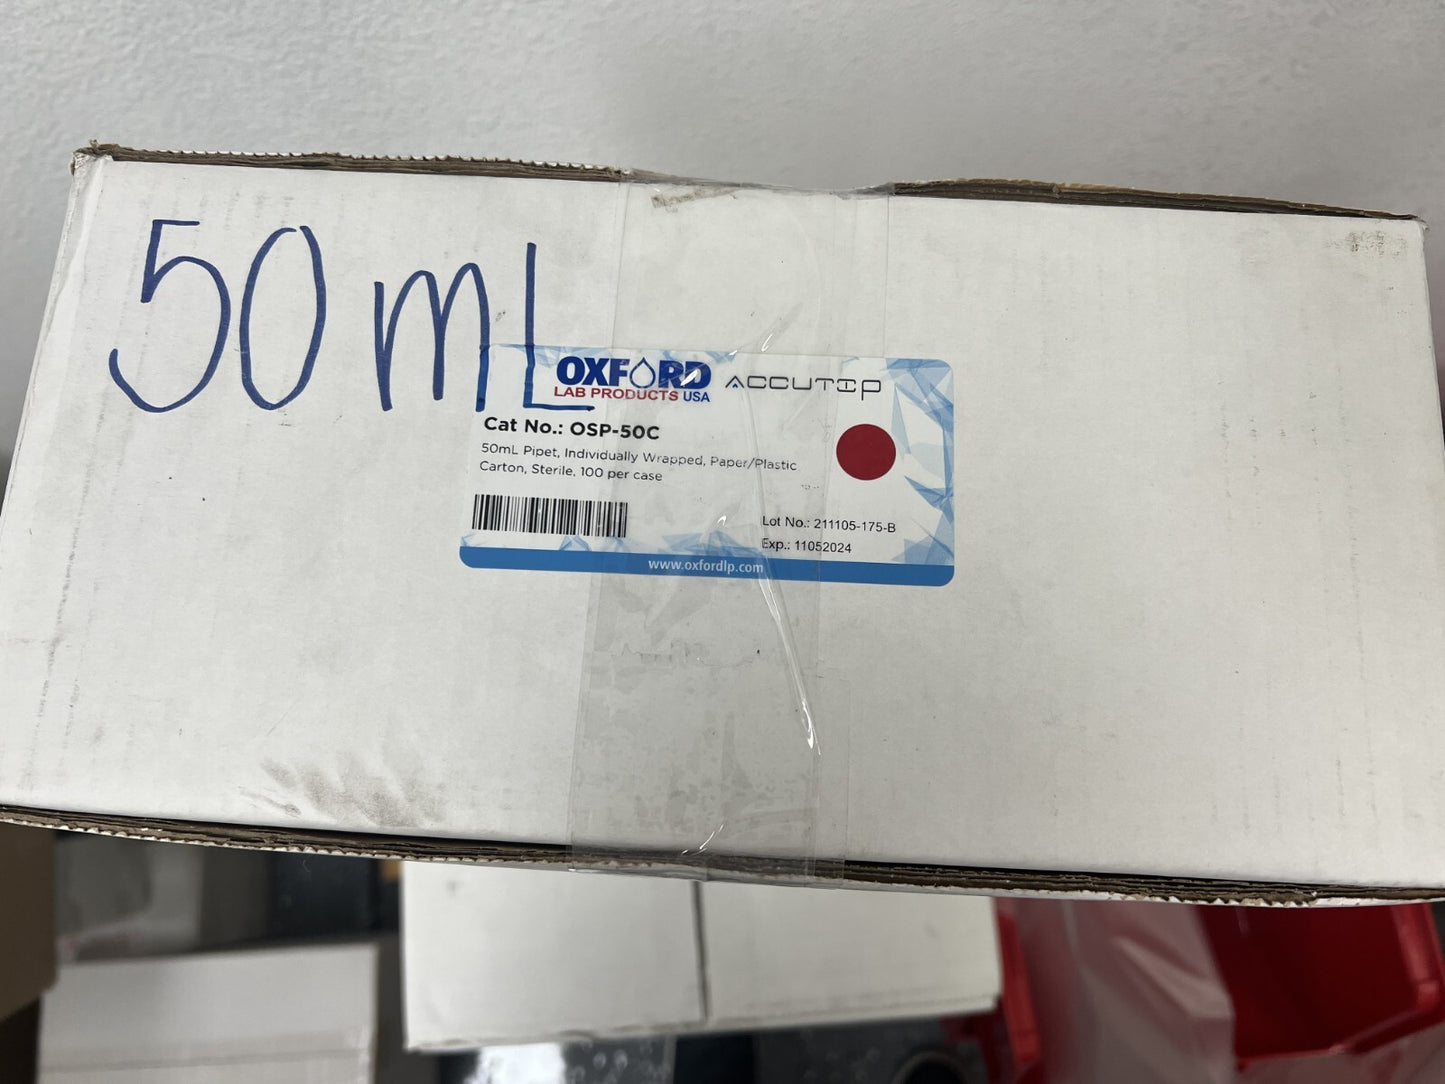 50 mL
OXFORD ACCUTIP
LAB PRODUCTS USA
Cat No.: OSP-50C
50mL Pipet, Individually Wrapped, Paper/Plastic
Carton, Sterile, 100 per case
Lot No.: 211105-175-B
Exp.: 11052024
www.oxfordlp.com